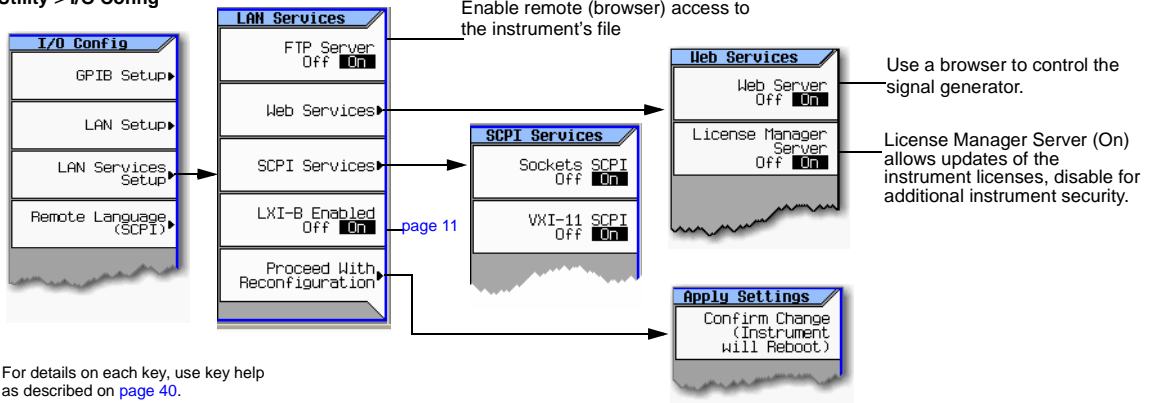 Utility > I/O Config
I/O Config
GPIB Setup
LAN Setup
LAN Services
Setup
Remote Language
(SCPI)
LAN Services
FTP Server
Off On
Web Services
SCPI Services
LXI-B Enabled
Off On
Proceed With
Reconfiguration
Enable remote (browser) access to
the instrument's file
page 11
SCPI Services
Sockets SCPI
Off On
VXI-11 SCPI
Off On
Web Services
Web Server
Off On
License Manager
Server
Off On
Use a browser to control the
signal generator.
License Manager Server (On)
allows updates of the
instrument licenses, disable for
additional instrument security.
Apply Settings
Confirm Change
(Instrument
will Reboot)
For details on each key, use key help
as described on page 40.